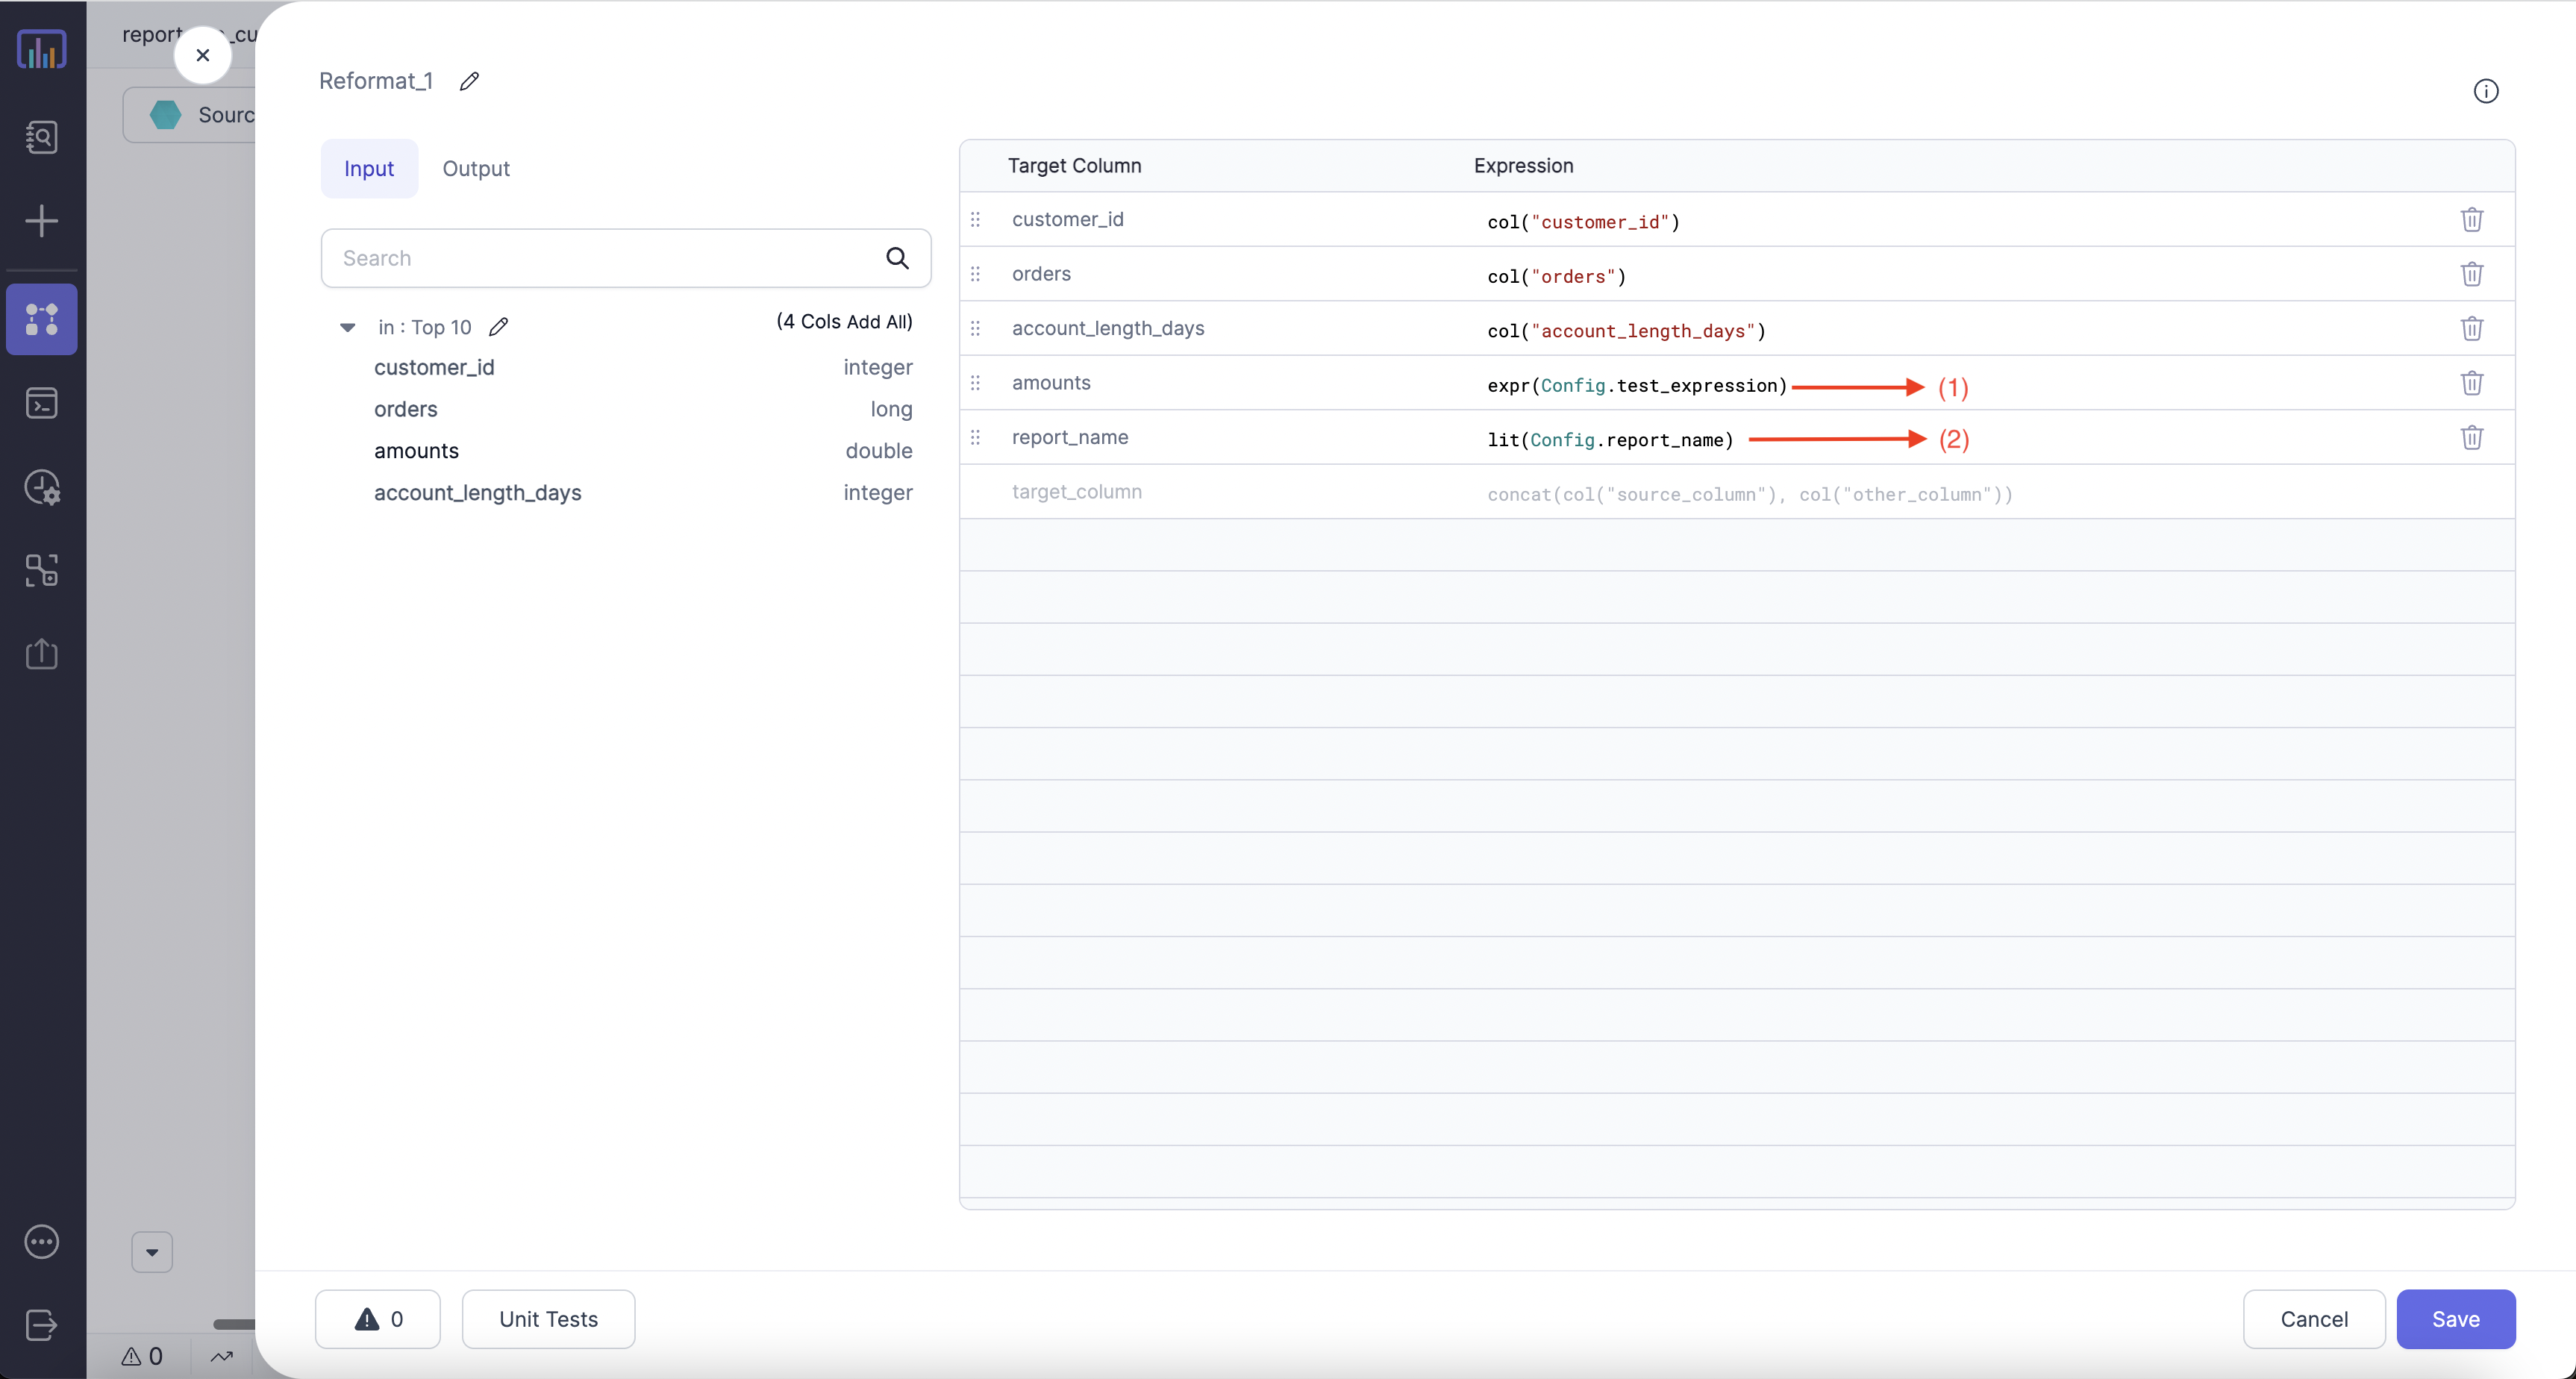 report
_cu
Sourc
Reformat_1
Input
Output
Search
in : Top 10
(4 Cols Add All)
customer_id integer
orders long
amounts double
account_length_days integer
Target Column Expression
customer_id col("customer_id")
orders col("orders")
account_length_days col("account_length_days")
amounts expr(Config.test_expression) (1)
report_name lit(Config.report_name) (2)
target_column concat(col("source_column"), col("other_column"))
0
Unit Tests
Cancel
Save
0